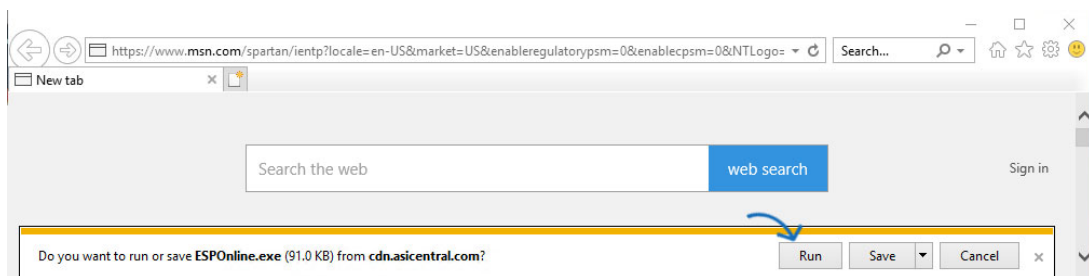 https://www.msn.com/spartan/ientp?locale=en-US&market=US&enableregulatorypsm=0&enablecpsm=0&NTLogo= Search...
New tab
Search the web web search Sign in
Do you want to run or save ESPOnline.exe (91.0 KB) from cdn.asicentral.com? Run Save Cancel